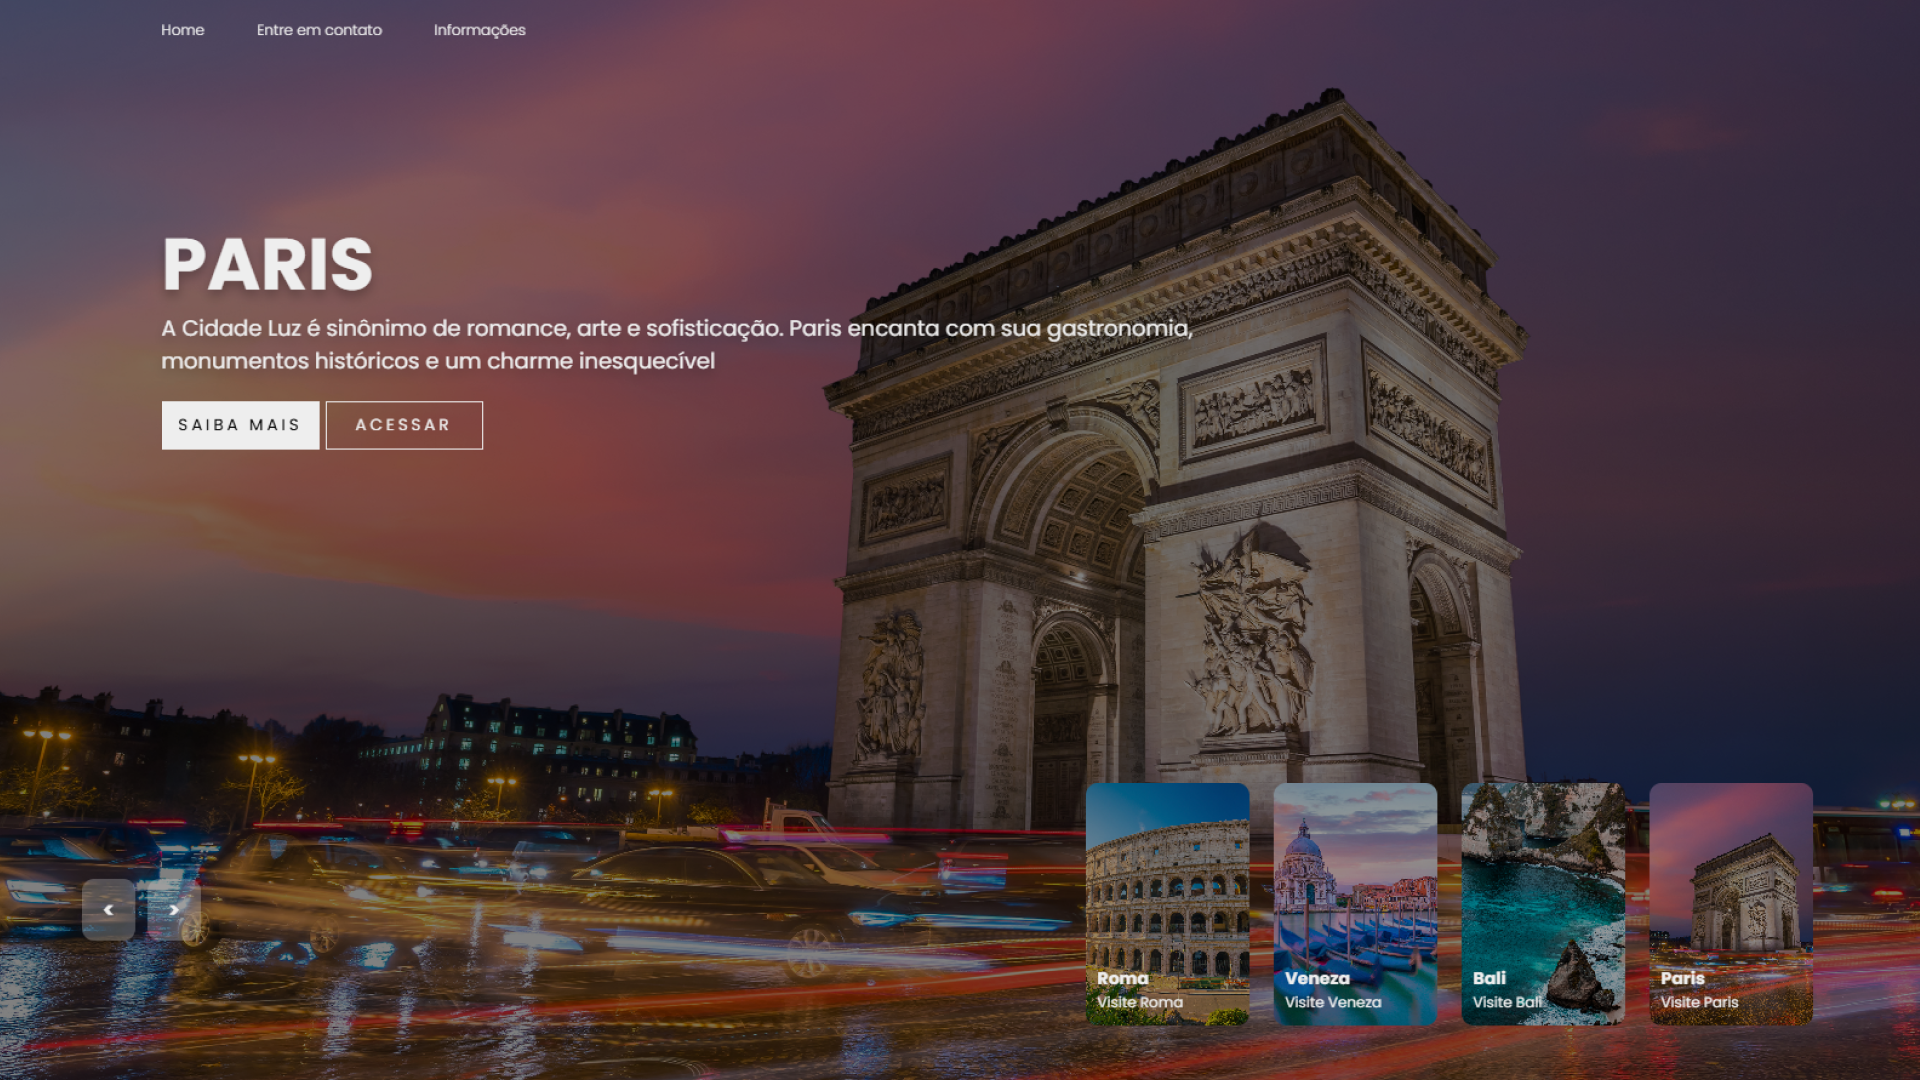 Home
Entre em contato
Informações
PARIS
A Cidade Luz é sinônimo de romance, arte e sofisticação. Paris encanta com sua gastronomia,
monumentos históricos e um charme inesquecível
SAIBA MAIS
ACESSAR
‹
›
Roma
Visite Roma
Veneza
Visite Veneza
Bali
Visite Bali
Paris
Visite Paris